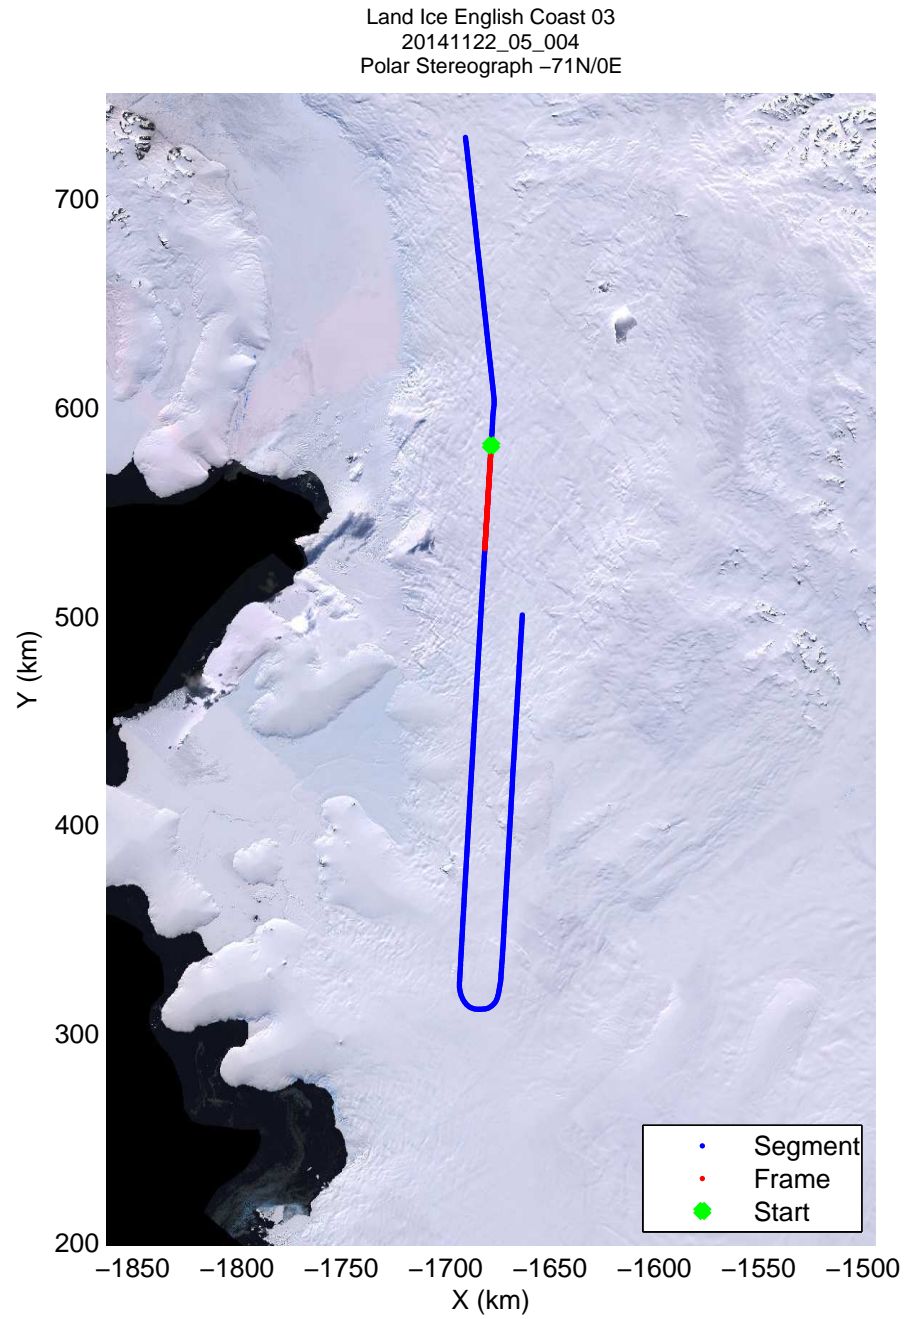 Land Ice English Coast 03
20141122_05_004
Polar Stereograph −71N/0E
700
600
500
400
300
200
Y (km)
−1850
−1800
−1750
−1700
−1650
−1600
−1550
−1500
X (km)
Segment
Frame
Start